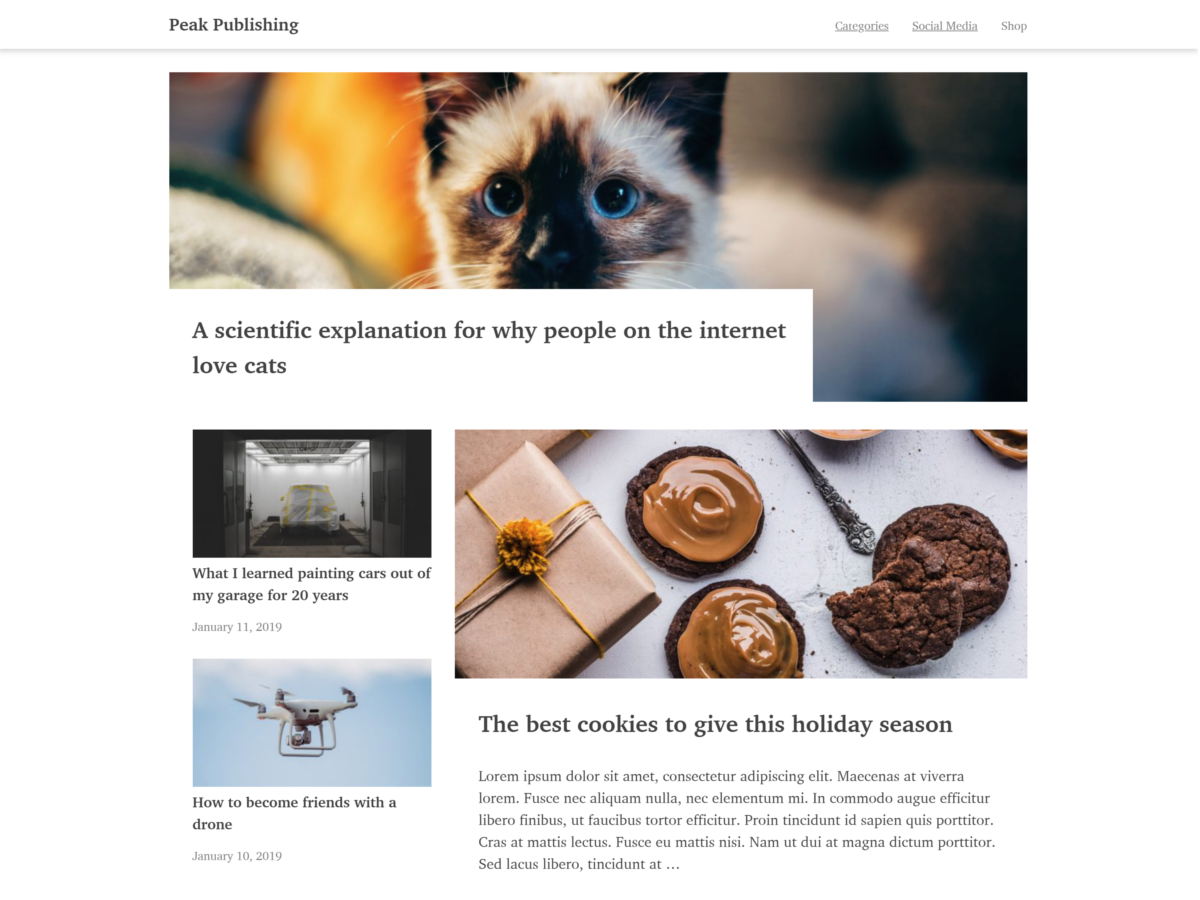 Peak Publishing
Categories Social Media Shop
A scientific explanation for why people on the internet
love cats
What I learned painting cars out of
my garage for 20 years
January 11, 2019
How to become friends with a
drone
January 10, 2019
The best cookies to give this holiday season
Lorem ipsum dolor sit amet, consectetur adipiscing elit. Maecenas at viverra
lorem. Fusce nec aliquam nulla, nec elementum mi. In commodo augue efficitur
libero finibus, ut faucibus tortor efficitur. Proin tincidunt id sapien quis porttitor.
Cras at mattis lectus. Fusce eu mattis nisi. Nam ut dui at magna dictum porttitor.
Sed lacus libero, tincidunt at …